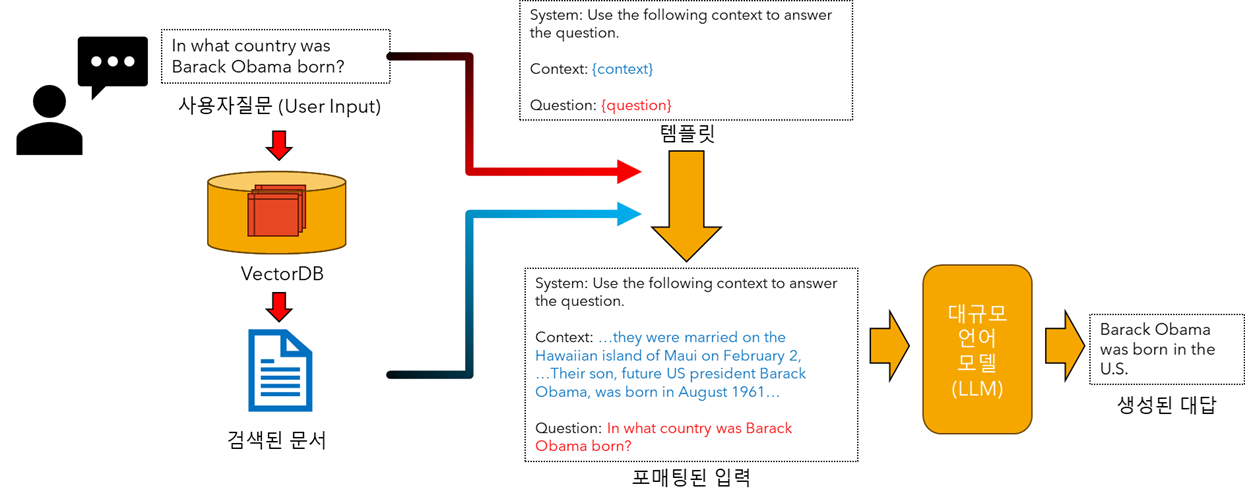 In what country was
Barack Obama born?
사용자질문 (User Input)
VectorDB
검색된 문서
System: Use the following context to answer
the question.
Context: {context}
Question: {question}
템플릿
System: Use the following context to answer
the question.
Context: …they were married on the
Hawaiian island of Maui on February 2,
…Their son, future US president Barack
Obama, was born in August 1961…
Question: In what country was Barack
Obama born?
포매팅된 입력
대규모
언어
모델
(LLM)
Barack Obama
was born in the
U.S.
생성된 대답